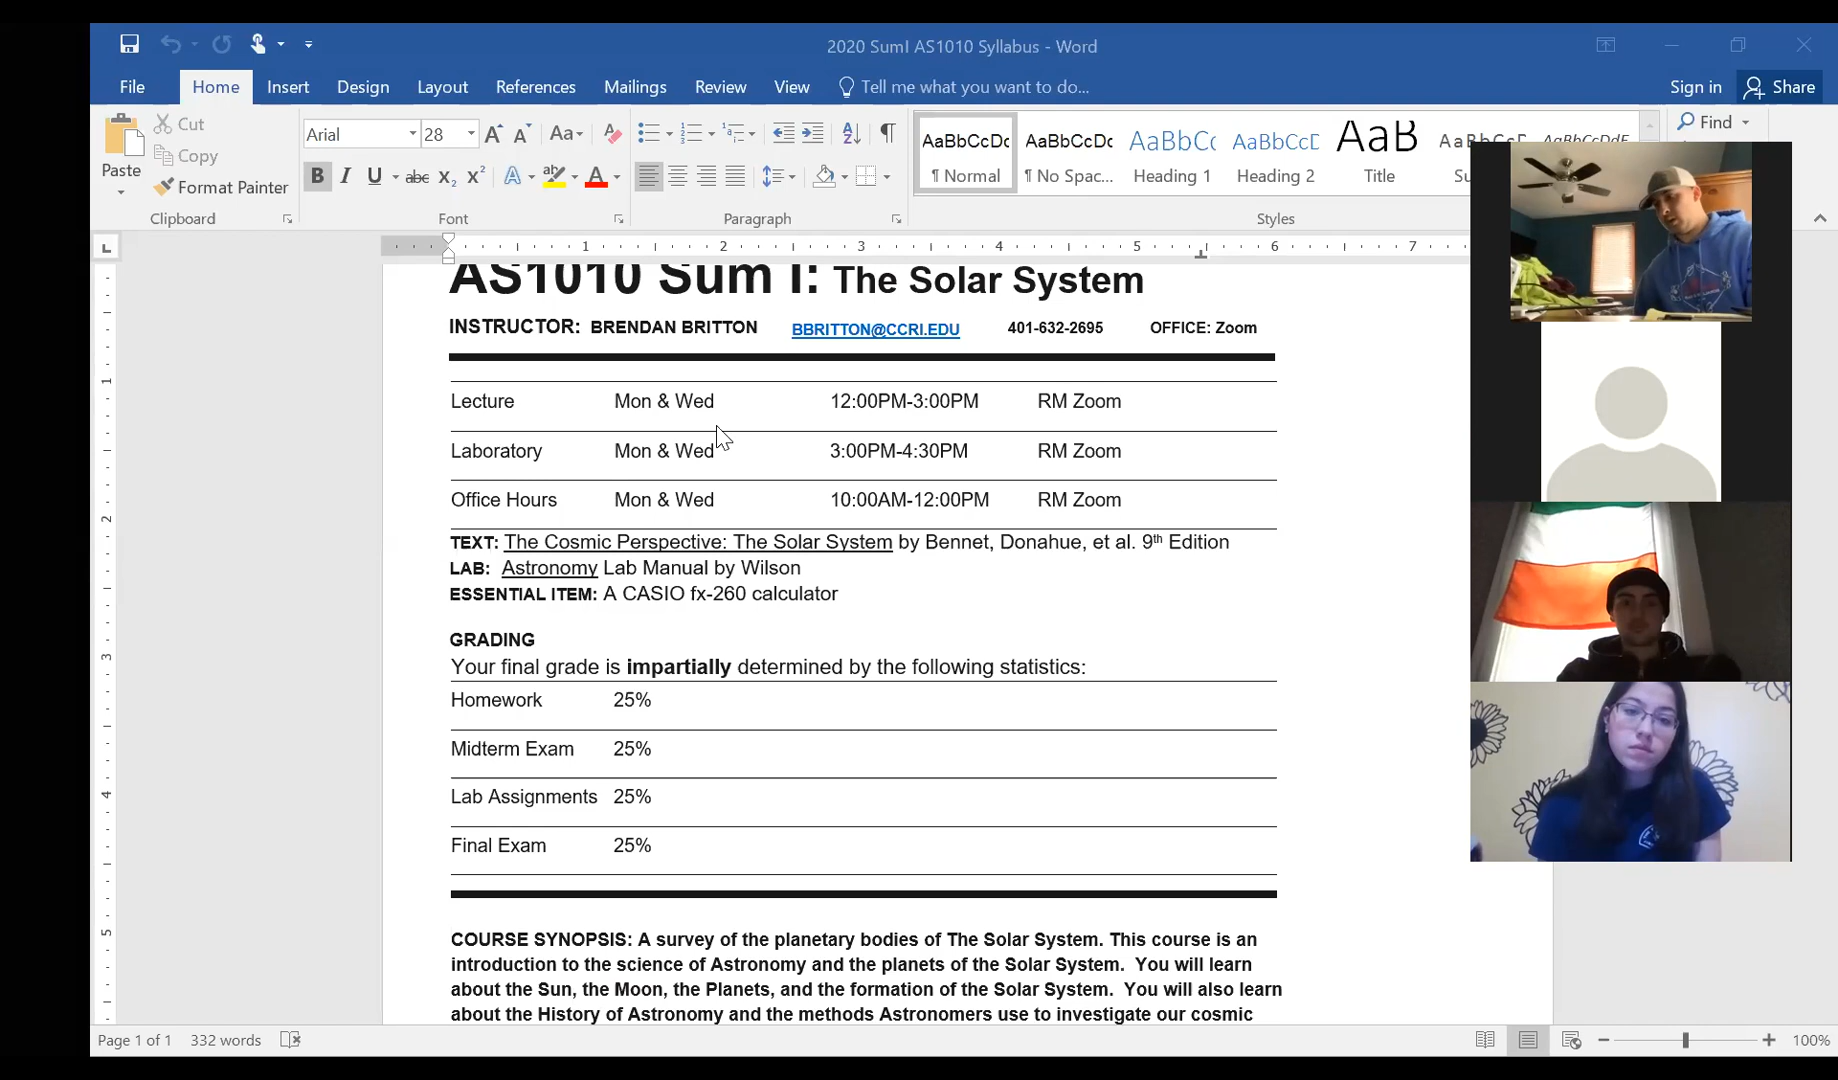 2020 SumI AS1010 Syllabus - Word
File Home Insert Design Layout References Mailings Review View Tell me what you want to do... Sign in Share
Paste
Cut
Copy
Format Painter
Clipboard
Arial 28
Font
Paragraph
AaBbCcDc ¶ Normal
AaBbCcDc ¶ No Spac...
AaBbCc Heading 1
AaBbCcD Heading 2
AaB Title
Styles
Find
1 2 3 4 5 6 7
AS1010 Sum I: The Solar System
INSTRUCTOR: BRENDAN BRITTON BBRITTON@CCRI.EDU 401-632-2695 OFFICE: Zoom
Lecture Mon & Wed 12:00PM-3:00PM RM Zoom
Laboratory Mon & Wed 3:00PM-4:30PM RM Zoom
Office Hours Mon & Wed 10:00AM-12:00PM RM Zoom
TEXT: The Cosmic Perspective: The Solar System by Bennet, Donahue, et al. 9th Edition
LAB: Astronomy Lab Manual by Wilson
ESSENTIAL ITEM: A CASIO fx-260 calculator
GRADING
Your final grade is impartially determined by the following statistics:
Homework 25%
Midterm Exam 25%
Lab Assignments 25%
Final Exam 25%
COURSE SYNOPSIS: A survey of the planetary bodies of The Solar System. This course is an
introduction to the science of Astronomy and the planets of the Solar System. You will learn
about the Sun, the Moon, the Planets, and the formation of the Solar System. You will also learn
about the History of Astronomy and the methods Astronomers use to investigate our cosmic
Page 1 of 1 332 words 100%